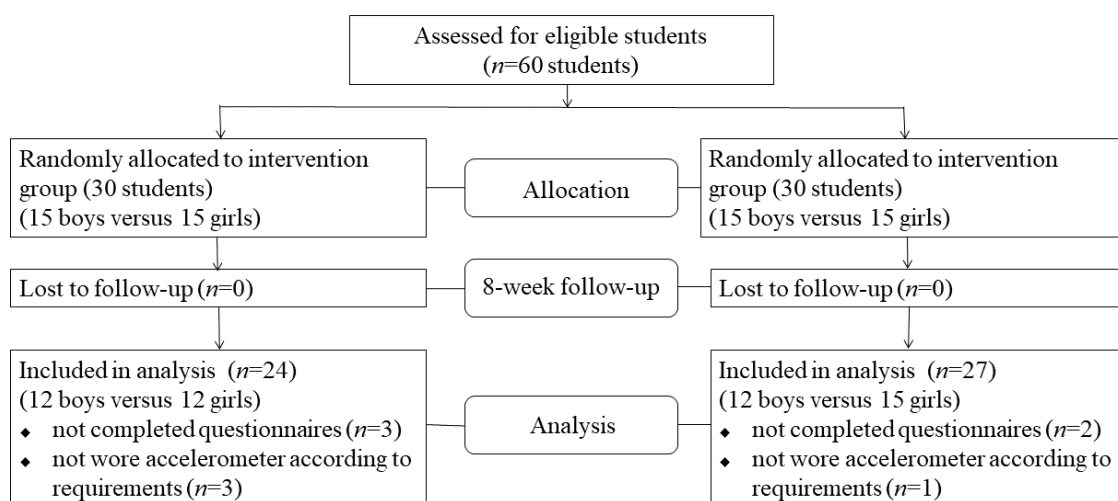 Assessed for eligible students
(n=60 students)
Randomly allocated to intervention
group (30 students)
(15 boys versus 15 girls)
Allocation
Randomly allocated to intervention
group (30 students)
(15 boys versus 15 girls)
Lost to follow-up (n=0)
8-week follow-up
Lost to follow-up (n=0)
Included in analysis (n=24)
(12 boys versus 12 girls)
◆ not completed questionnaires (n=3)
◆ not wore accelerometer according to
requirements (n=3)
Analysis
Included in analysis (n=27)
(12 boys versus 15 girls)
◆ not completed questionnaires (n=2)
◆ not wore accelerometer according to
requirements (n=1)